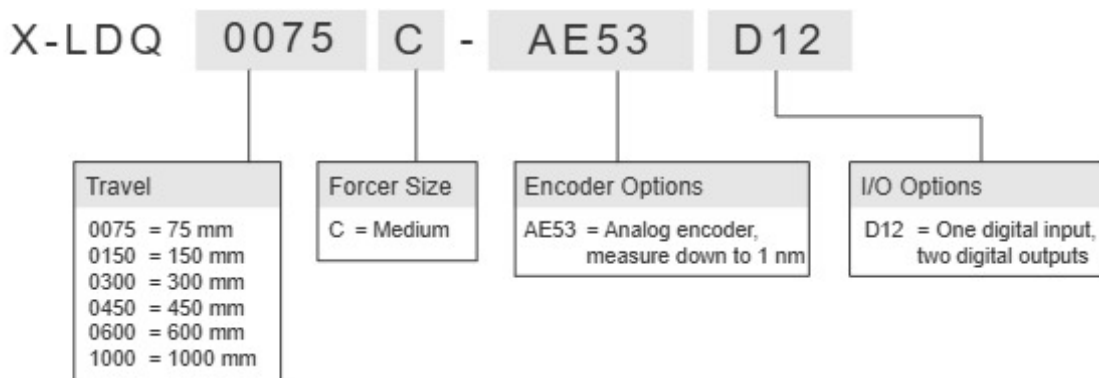 X-LDQ 0075 C - AE53 D12
Travel
0075 = 75 mm
0150 = 150 mm
0300 = 300 mm
0450 = 450 mm
0600 = 600 mm
1000 = 1000 mm
Forcer Size
C = Medium
Encoder Options
AE53 = Analog encoder,
measure down to 1 nm
I/O Options
D12 = One digital input,
two digital outputs